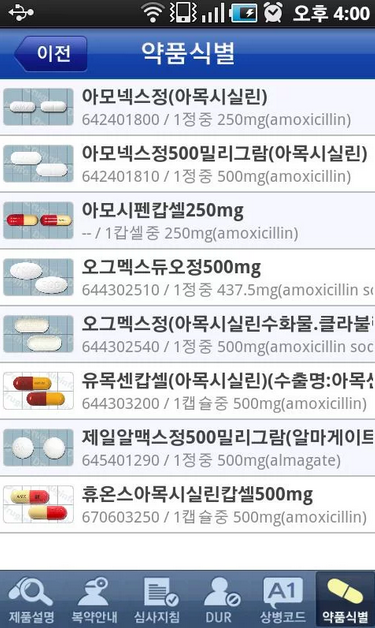 오후 4:00
이전
약품식별
아모넥스정(아목시실린)
642401800 / 1정중 250mg(amoxicillin)
아모넥스정500밀리그람(아목시실린)
642401810 / 1정중 500mg(amoxicillin)
아모시펜캅셀250mg
-- / 1캅셀중 250mg(amoxicillin)
오그멕스듀오정500mg
644302510 / 1정중 437.5mg(amoxicillin so
오그멕스정(아목시실린수화물.클라불
644302540 / 1정중 500mg(amoxicillin soc
유목센캅셀(아목시실린)(수출명:아목신
644303200 / 1캡슐중 500mg(amoxicillin)
제일알맥스정500밀리그람(알마게이트
645401290 / 1정중 500mg(almagate)
휴온스아목시실린캅셀500mg
670603250 / 1캡슐중 500mg(amoxicillin)
제품설명
복약안내
심사지침
DUR
A1
상병코드
약품식별